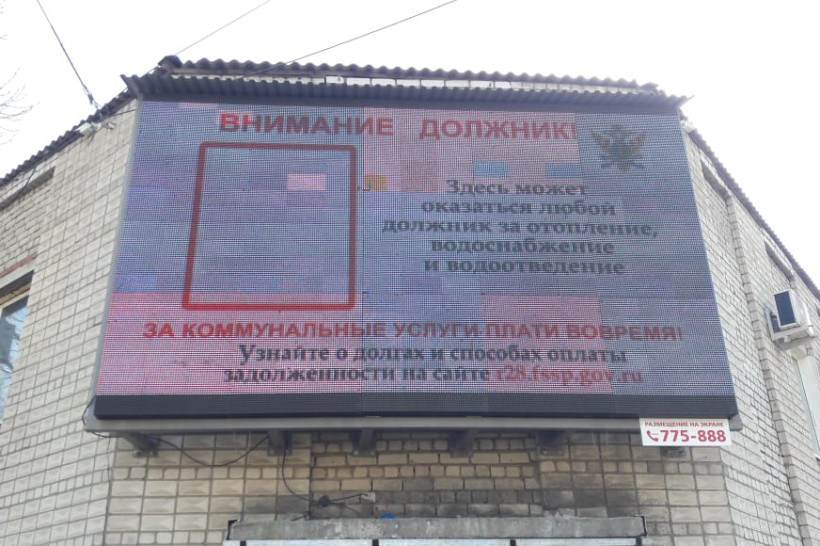 ВНИМАНИЕ ДОЛЖНИК!
Здесь может
оказаться любой
должник за отопление,
водоснабжение
и водоотведение
ЗА КОММУНАЛЬНЫЕ УСЛУГИ ПЛАТИ ВОВРЕМЯ!
Узнайте о долгах и способах оплаты
задолженности на сайте r28.fssp.gov.ru
РАЗМЕЩЕНИЕ НА ЭКРАНЕ
775-888